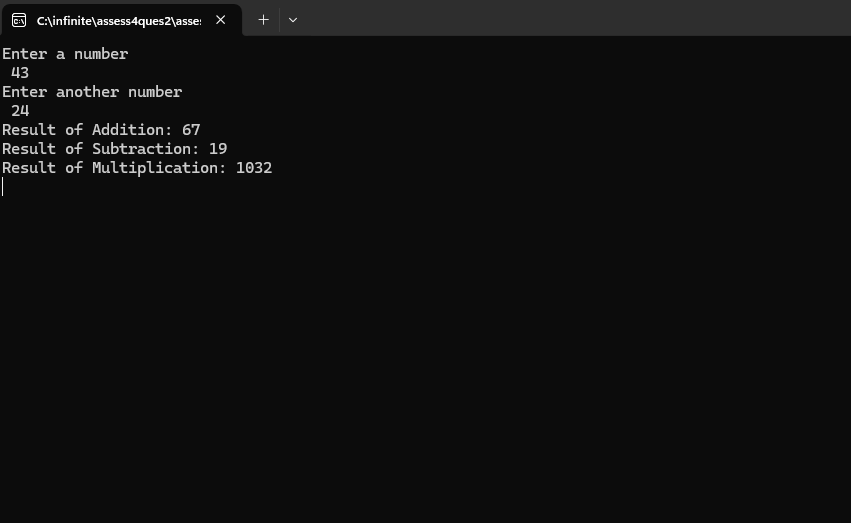 C:\infinite\assess4ques2\asse
Enter a number
43
Enter another number
24
Result of Addition: 67
Result of Subtraction: 19
Result of Multiplication: 1032